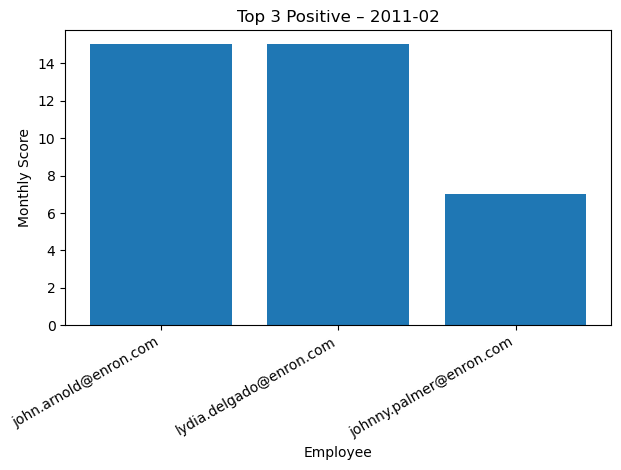 Top 3 Positive – 2011-02
Monthly Score
14
12
10
8
6
4
2
0
john.arnold@enron.com
lydia.delgado@enron.com
johnny.palmer@enron.com
Employee